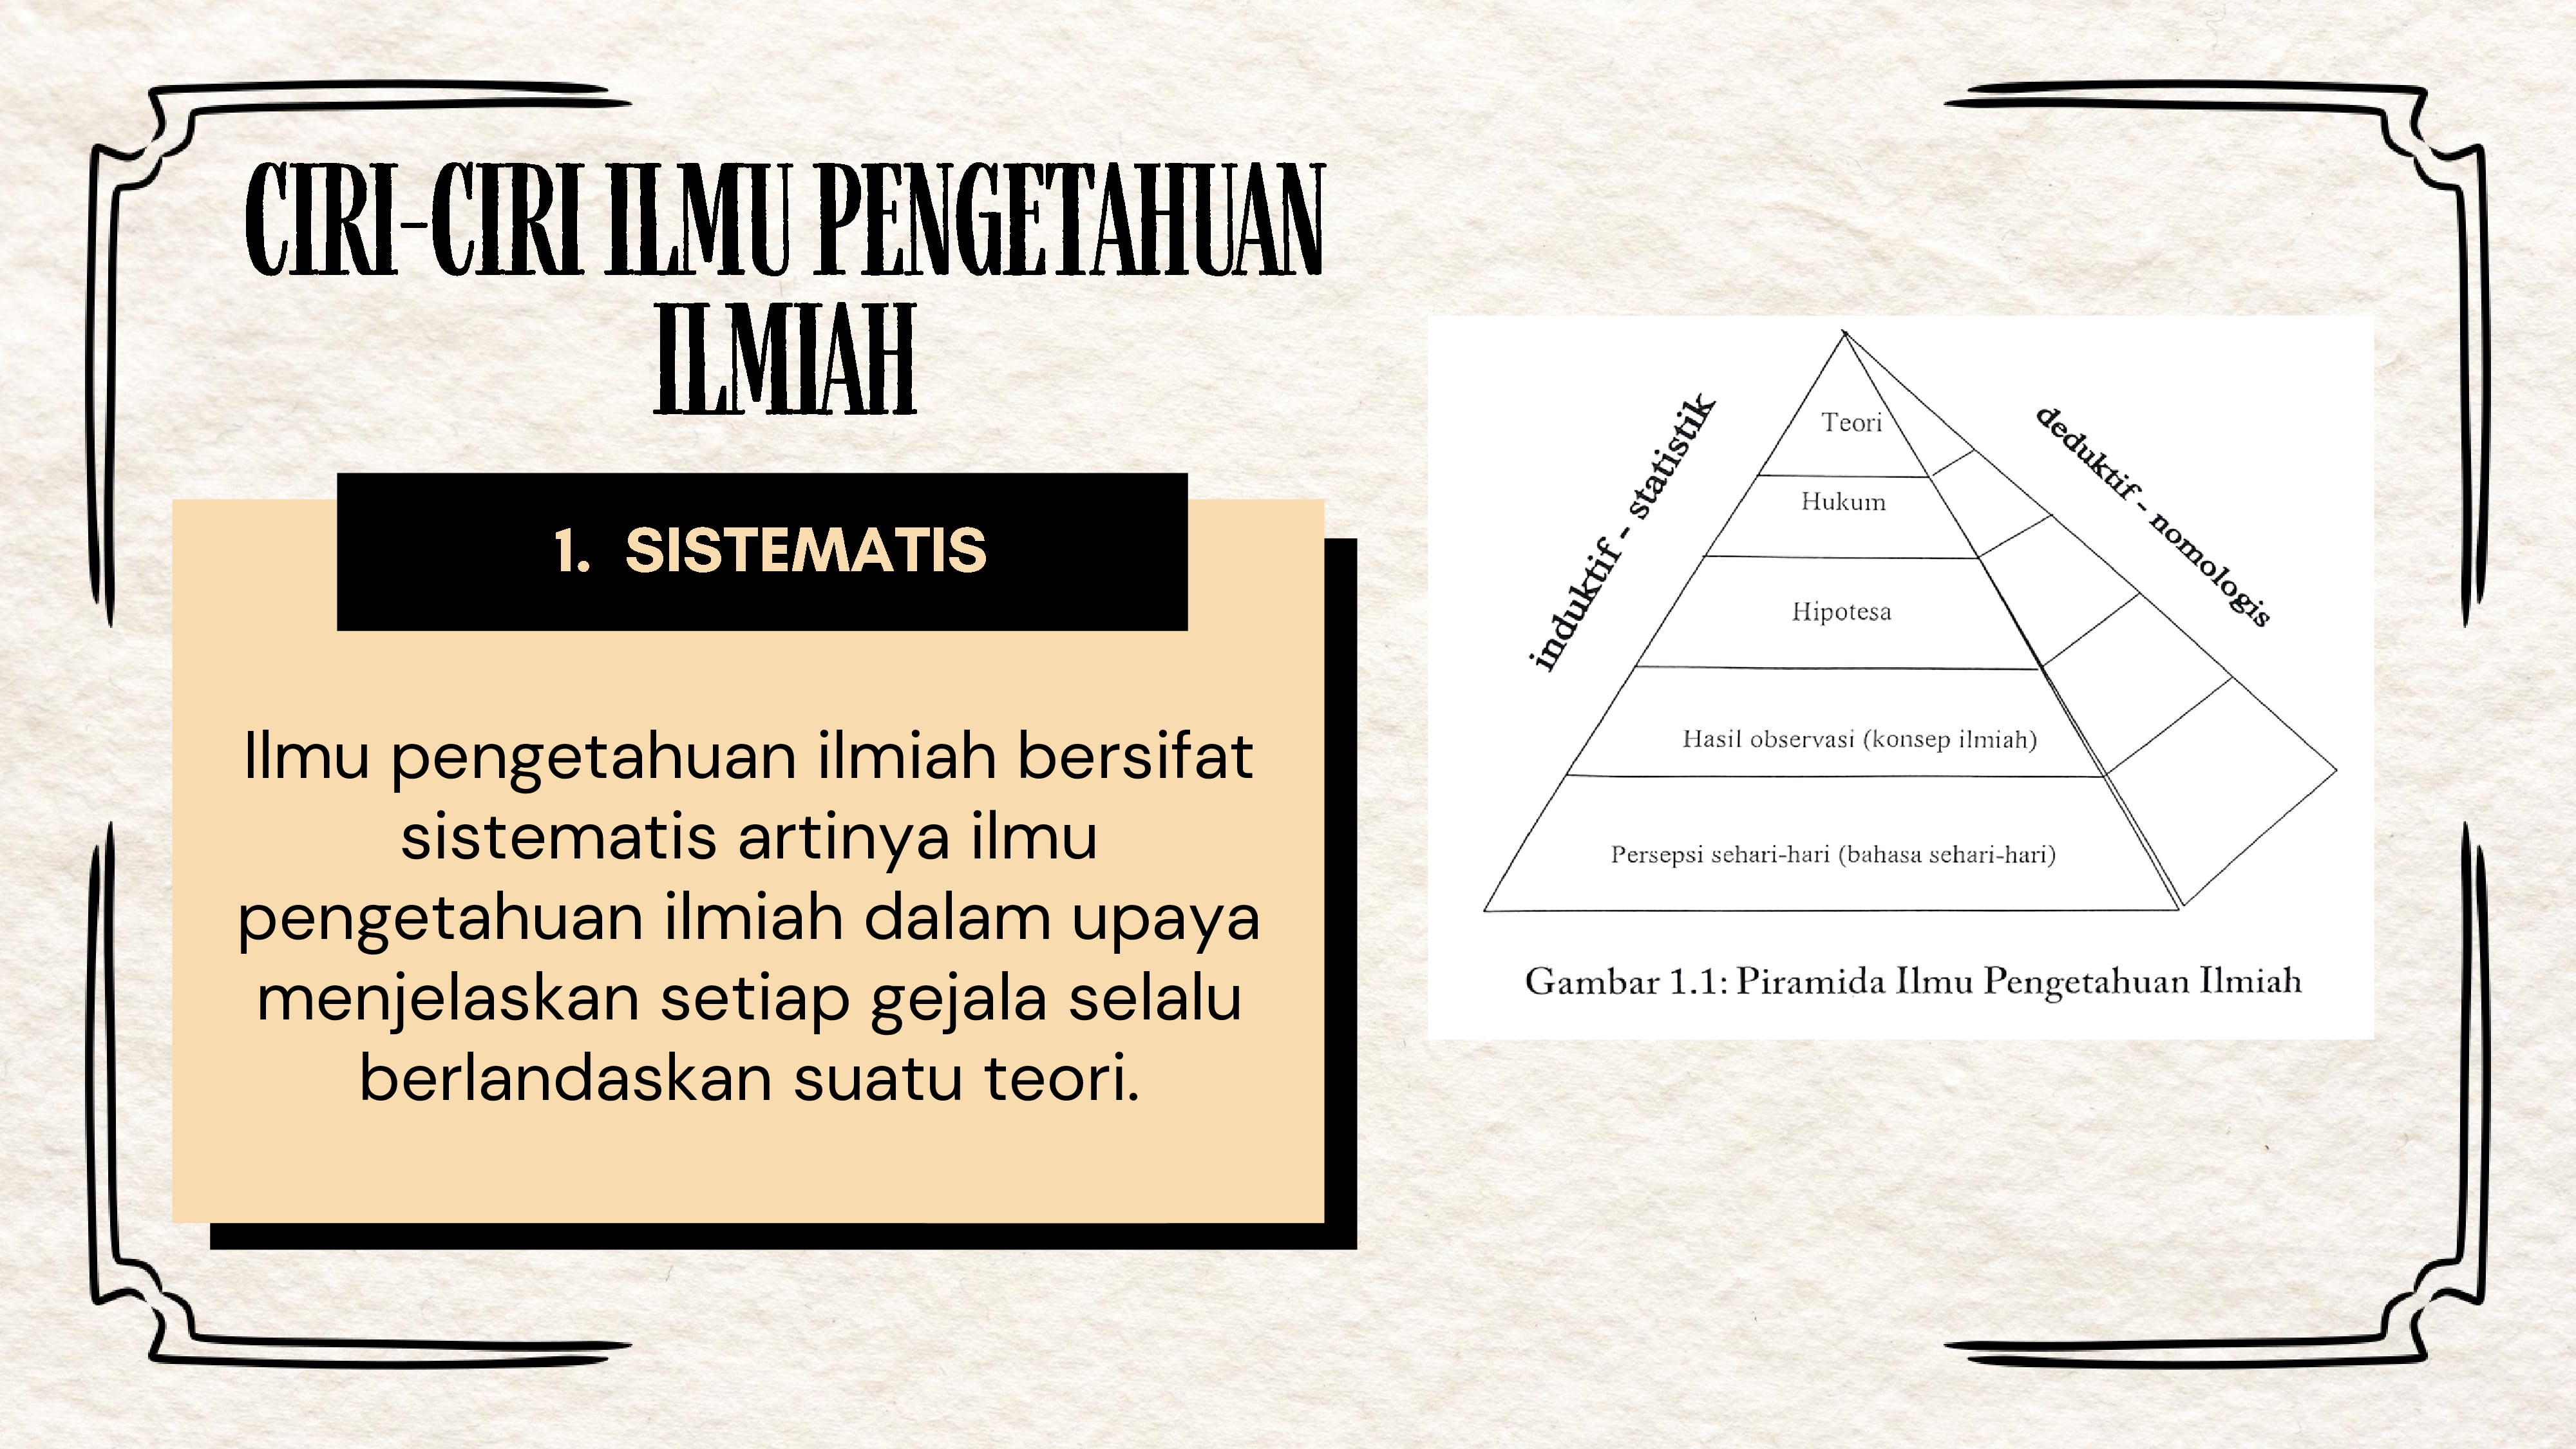 CIRI-CIRI ILMU PENGETAHUAN
ILMIAH
1. SISTEMATIS
Ilmu pengetahuan ilmiah bersifat
sistematis artinya ilmu
pengetahuan ilmiah dalam upaya
menjelaskan setiap gejala selalu
berlandaskan suatu teori.
induktif - statistik
deduktif - nomologis
Teori
Hukum
Hipotesa
Hasil observasi (konsep ilmiah)
Persepsi sehari-hari (bahasa sehari-hari)
Gambar 1.1: Piramida Ilmu Pengetahuan Ilmiah